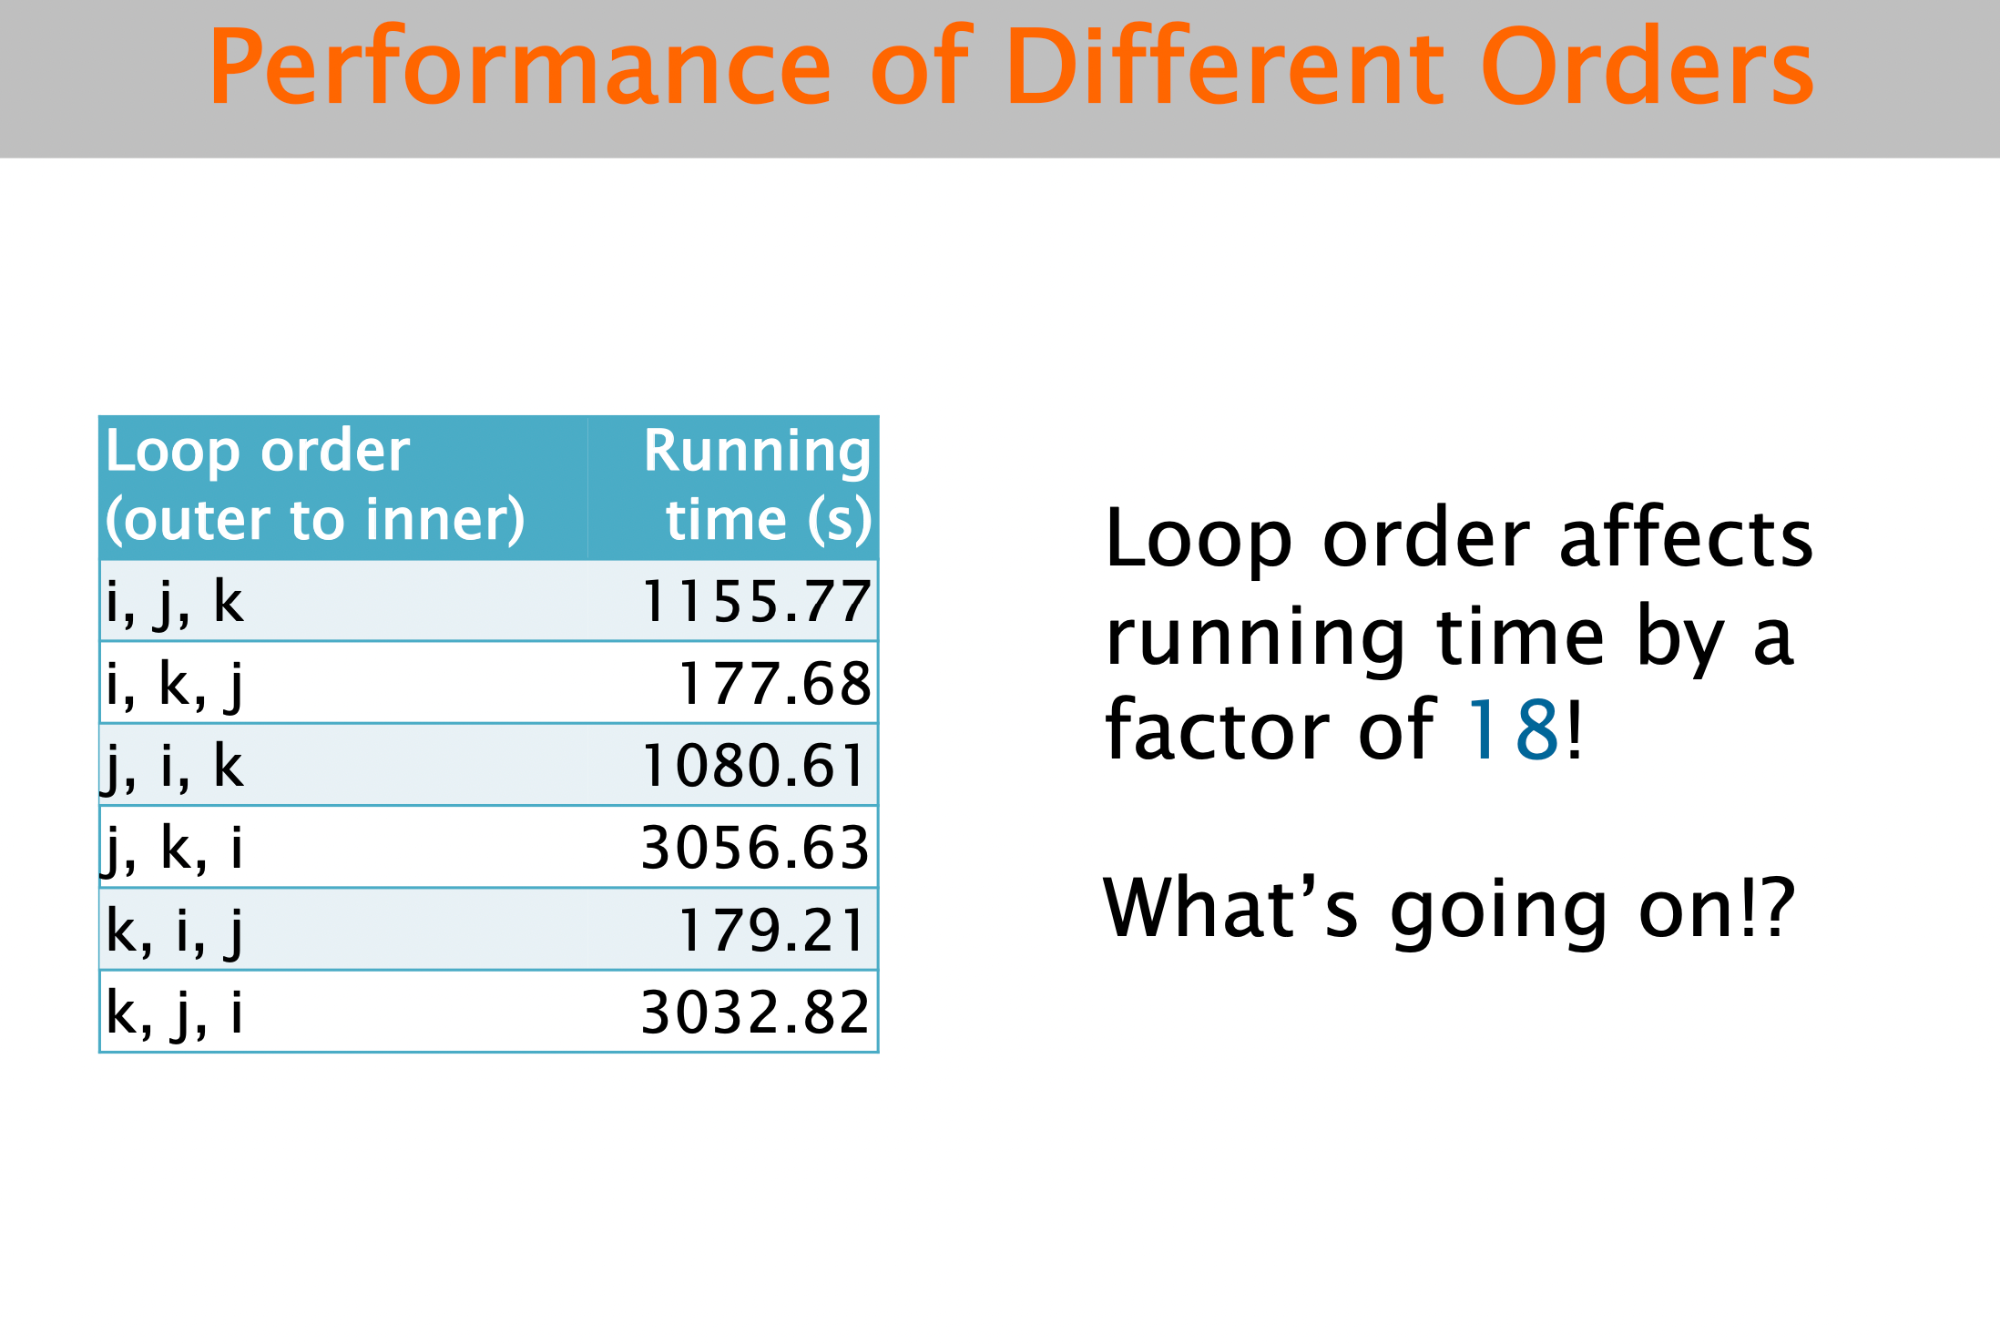 Performance of Different Orders
Loop order
(outer to inner)
Running
time (s)
i, j, k 1155.77
i, k, j 177.68
j, i, k 1080.61
j, k, i 3056.63
k, i, j 179.21
k, j, i 3032.82
Loop order affects
running time by a
factor of 18!
What’s going on!?